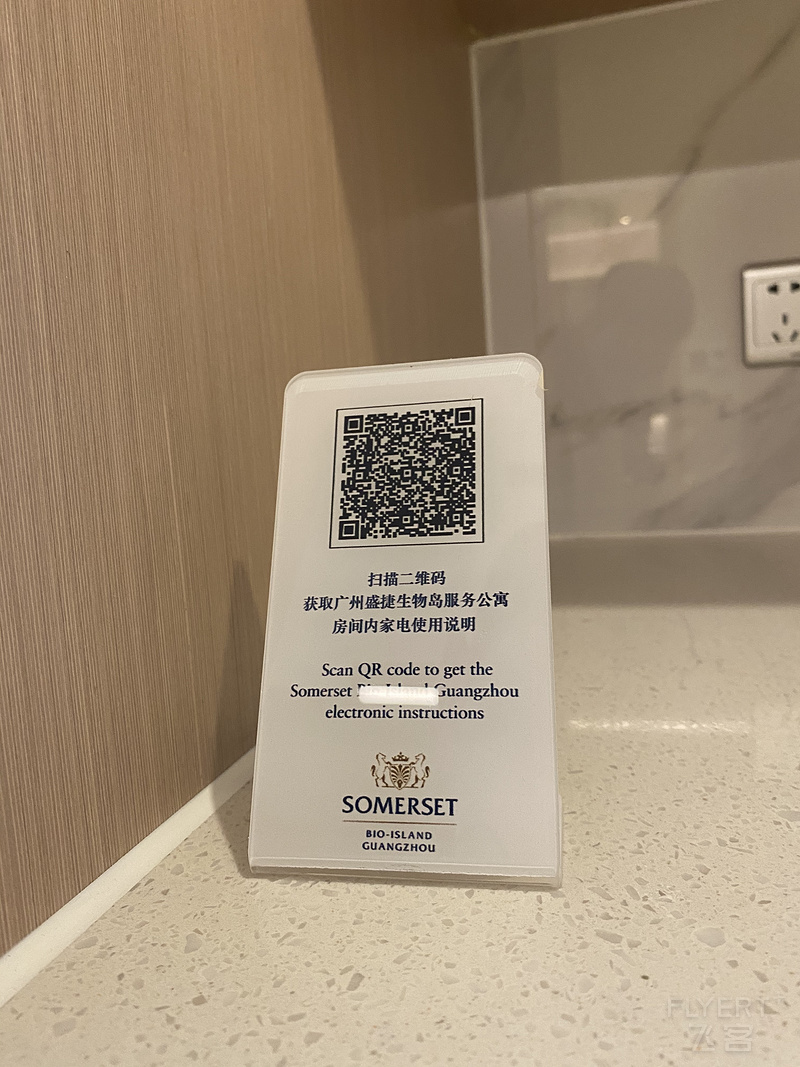 扫描二维码
获取广州盛捷生物岛服务公寓
房间内家电使用说明
Scan QR code to get the
Somerset Bio-Island Guangzhou
electronic instructions
SOMERSET
BIO-ISLAND
GUANGZHOU
FLYERT
飞客